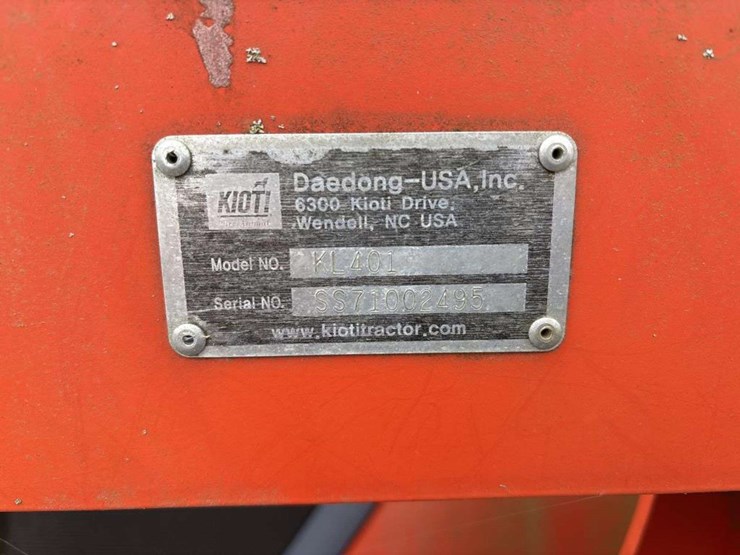 KIOTI
Daedong-USA, Inc.
6300 Kioti Drive,
Wendell, NC USA
Model NO. KL401
Serial NO. SS71002495
www.kiotitractor.com